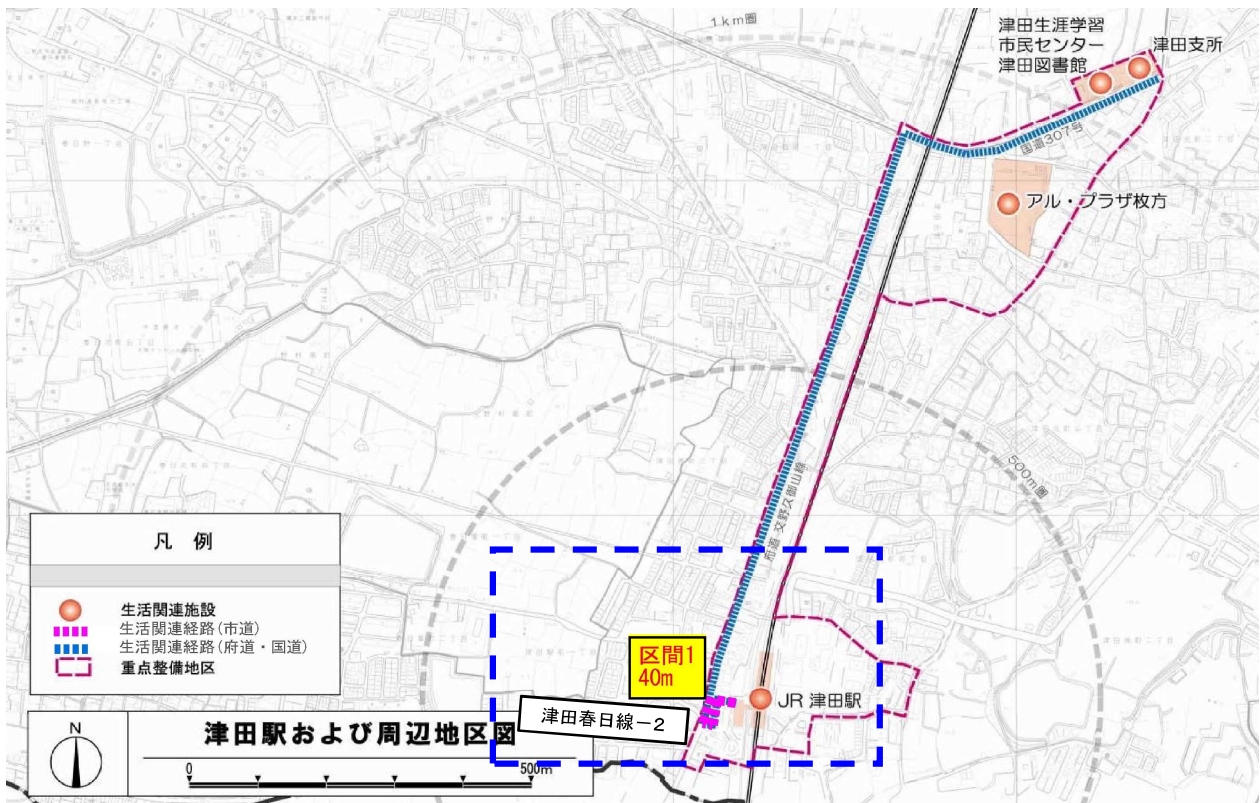 1km圏
津田生涯学習
市民センター
津田図書館
津田支所
国道307号
アル・プラザ枚方
500m圏
府道 交野久御山線
凡 例
生活関連施設
生活関連経路(市道)
生活関連経路(府道・国道)
重点整備地区
区間1
40m
JR 津田駅
津田春日線－2
N
津田駅および周辺地区図
0
500m